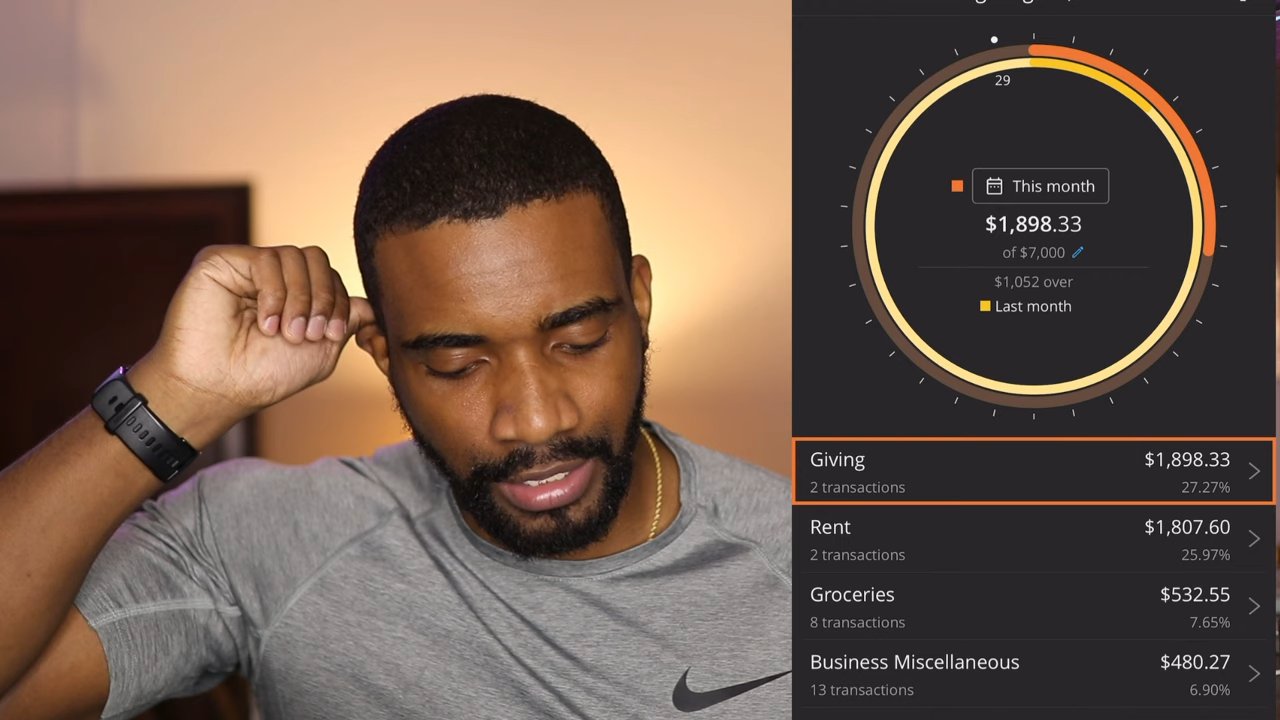 29
This month
$1,898.33
of $7,000
$1,052 over
Last month
Giving $1,898.33
2 transactions 27.27%
Rent $1,807.60
2 transactions 25.97%
Groceries $532.55
8 transactions 7.65%
Business Miscellaneous $480.27
13 transactions 6.90%